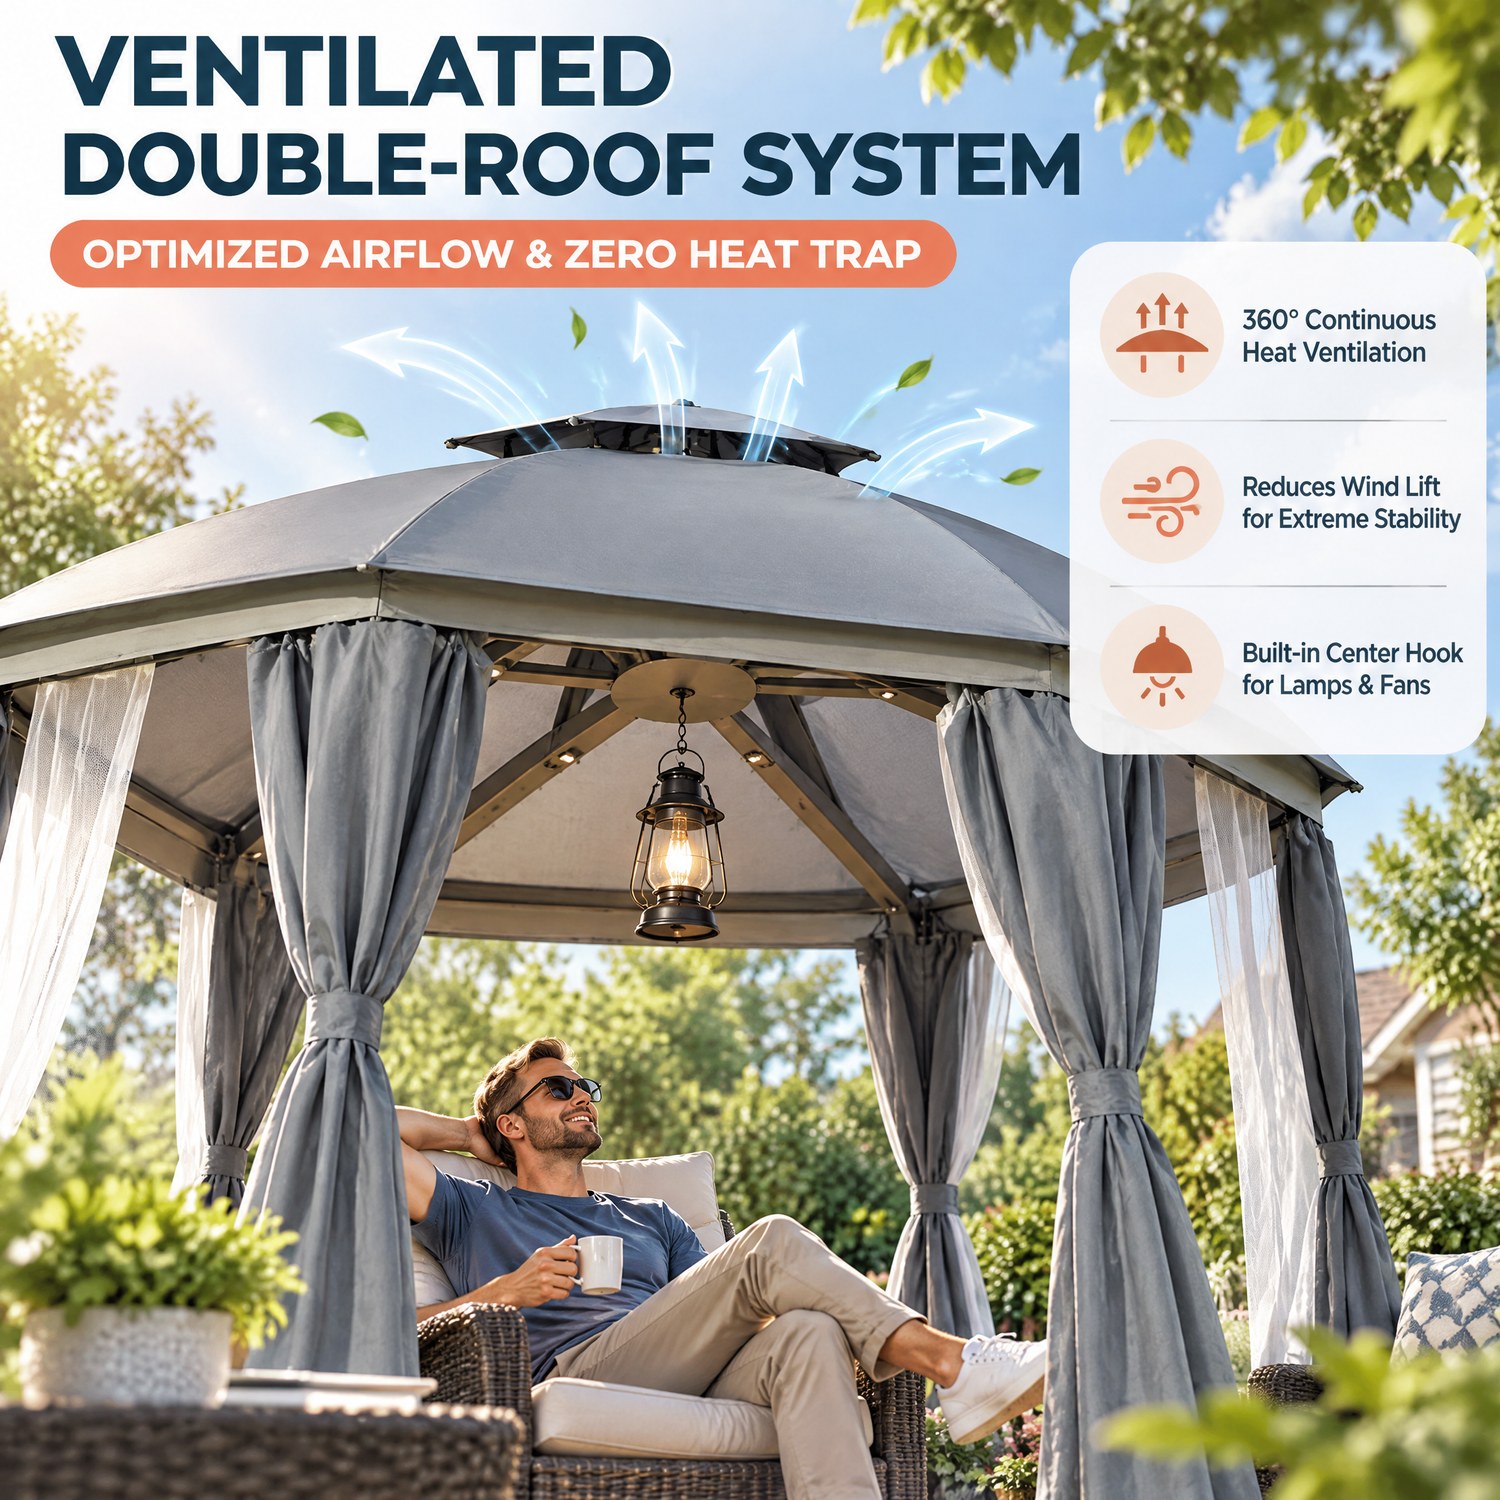 VENTILATED
DOUBLE-ROOF SYSTEM
OPTIMIZED AIRFLOW & ZERO HEAT TRAP
360° Continuous
Heat Ventilation
Reduces Wind Lift
for Extreme Stability
Built-in Center Hook
for Lamps & Fans